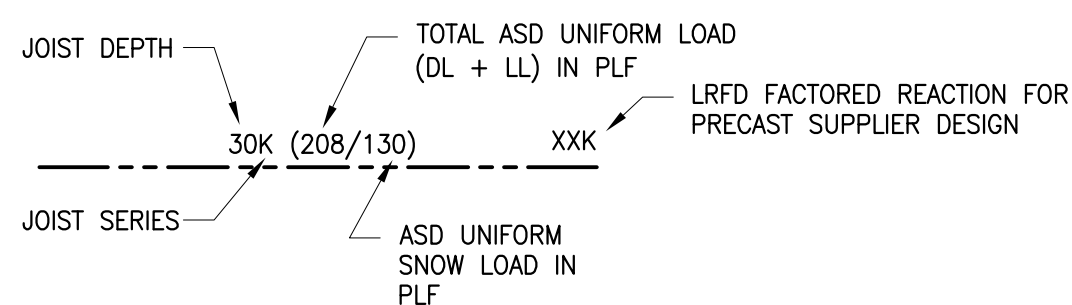 JOIST DEPTH
TOTAL ASD UNIFORM LOAD
(DL + LL) IN PLF
LRFD FACTORED REACTION FOR
PRECAST SUPPLIER DESIGN
30K (208/130)
XXK
JOIST SERIES
ASD UNIFORM
SNOW LOAD IN
PLF